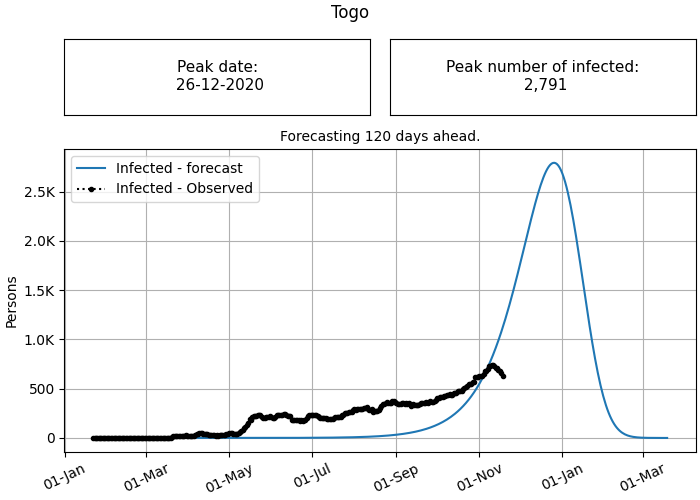 Togo
Peak date:
26-12-2020
Peak number of infected:
2,791
Forecasting 120 days ahead.
Infected - forecast
Infected - Observed
2.5K
2.0K
1.5K
1.0K
500
0
Persons
01-Jan
01-Mar
01-May
01-Jul
01-Sep
01-Nov
01-Jan
01-Mar